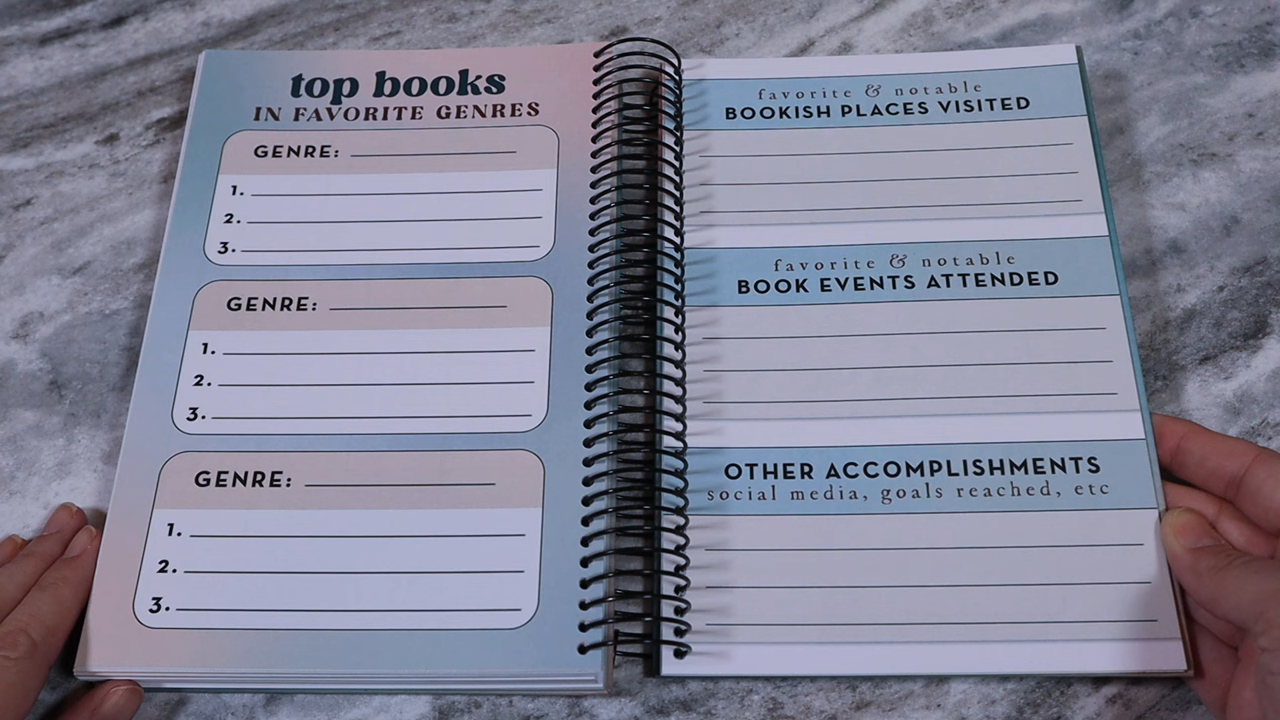 top books
IN FAVORITE GENRES
GENRE:
1.
2.
3.
GENRE:
1.
2.
3.
GENRE:
1.
2.
3.
favorite & notable
BOOKISH PLACES VISITED
favorite & notable
BOOK EVENTS ATTENDED
OTHER ACCOMPLISHMENTS
social media, goals reached, etc